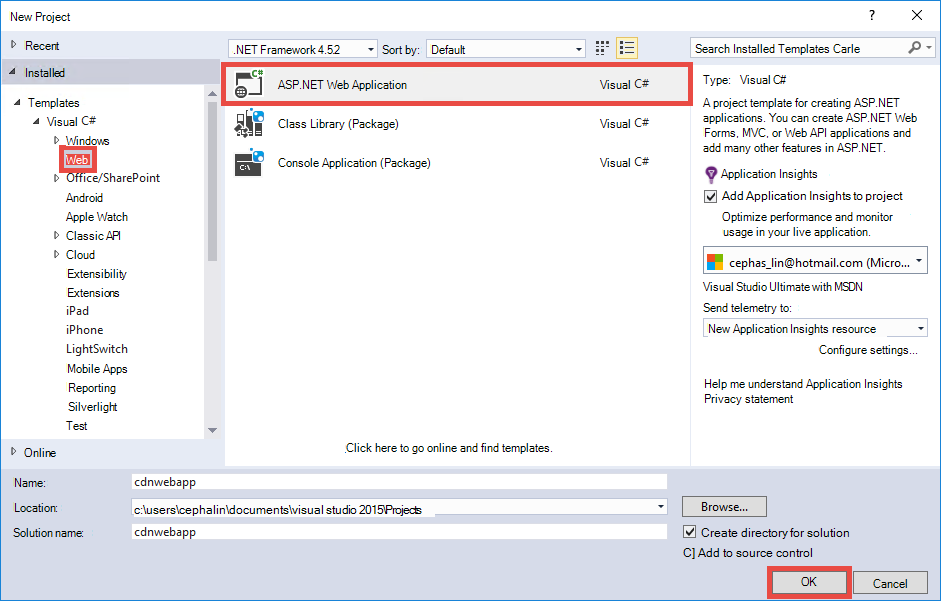 New Project
Recent
.NET Framework 4.5.2
Sort by:
Default
Search Installed Templates Carle
Installed
Templates
Visual C#
Windows
Web
Office/SharePoint
Android
Apple Watch
Classic API
Cloud
Extensibility
Extensions
iPad
iPhone
LightSwitch
Mobile Apps
Reporting
Silverlight
Test
Online
ASP.NET Web Application Visual C#
Class Library (Package) Visual C#
Console Application (Package) Visual C#
Click here to go online and find templates.
Type: Visual C#
A project template for creating ASP.NET
applications. You can create ASP.NET Web
Forms, MVC, or Web API applications and
add many other features in ASP.NET.
Application Insights
Add Application Insights to project
Optimize performance and monitor
usage in your live application.
cephas_lin@hotmail.com (Micro...
Visual Studio Ultimate with MSDN
Send telemetry to:
New Application Insights resource
Configure settings...
Help me understand Application Insights
Privacy statement
Name: cdnwebapp
Location: c:\users\cephalin\documents\visual studio 2015\Projects
Browse...
Solution name: cdnwebapp
Create directory for solution
C] Add to source control
OK
Cancel